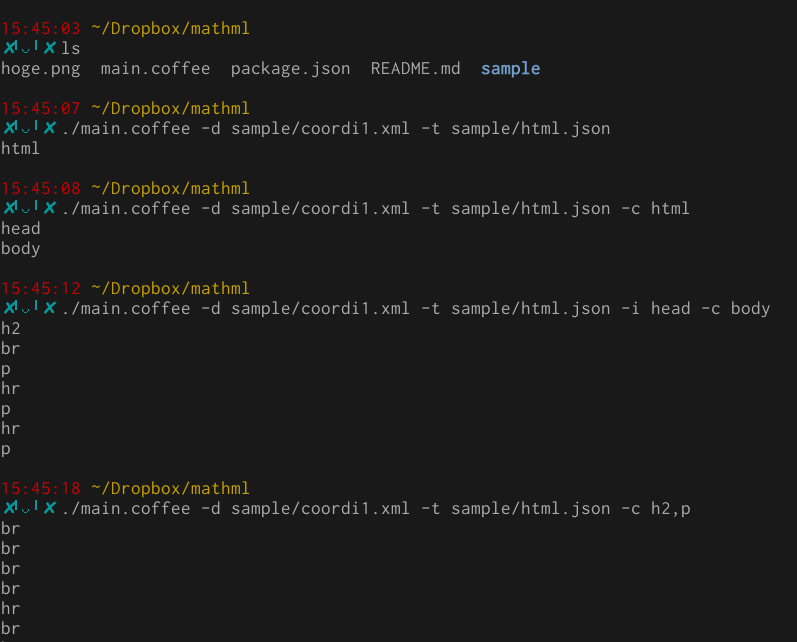 15:45:03 ~/Dropbox/mathml
✘╹◡╹✘ ls
hoge.png  main.coffee  package.json  README.md  sample
15:45:07 ~/Dropbox/mathml
✘╹◡╹✘ ./main.coffee -d sample/coordi1.xml -t sample/html.json
html
15:45:08 ~/Dropbox/mathml
✘╹◡╹✘ ./main.coffee -d sample/coordi1.xml -t sample/html.json -c html
head
body
15:45:12 ~/Dropbox/mathml
✘╹◡╹✘ ./main.coffee -d sample/coordi1.xml -t sample/html.json -i head -c body
h2
br
p
hr
p
hr
p
15:45:18 ~/Dropbox/mathml
✘╹◡╹✘ ./main.coffee -d sample/coordi1.xml -t sample/html.json -c h2,p
br
br
br
br
hr
br